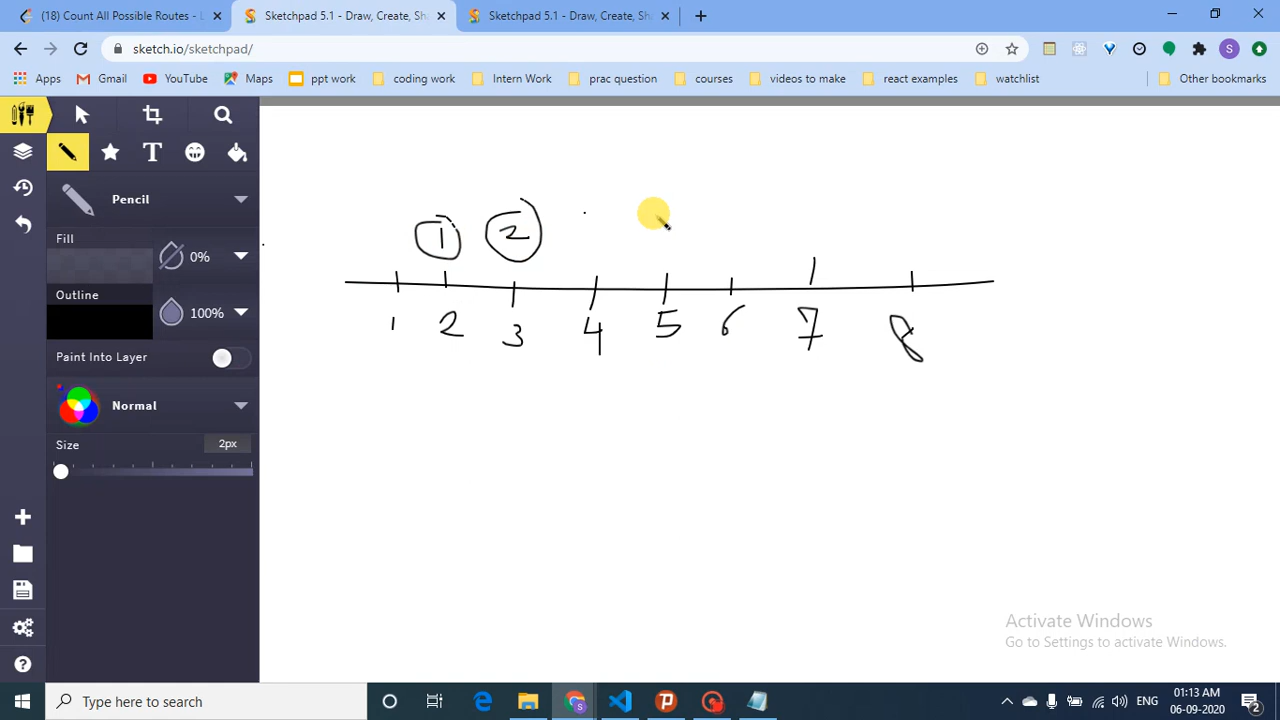 (18) Count All Possible Routes - L
Sketchpad 5.1 - Draw, Create, Sha
Sketchpad 5.1 - Draw, Create, Sha
sketch.io/sketchpad/
S
Apps
Gmail
YouTube
Maps
ppt work
coding work
Intern Work
prac question
courses
videos to make
react examples
watchlist
Other bookmarks
T
Pencil
Fill
0%
Outline
100%
Paint Into Layer
Normal
Size
2px
1 2
1 2 3 4 5 6 7 8
Activate Windows
Go to Settings to activate Windows.
Type here to search
ENG
01:13 AM
06-09-2020
2